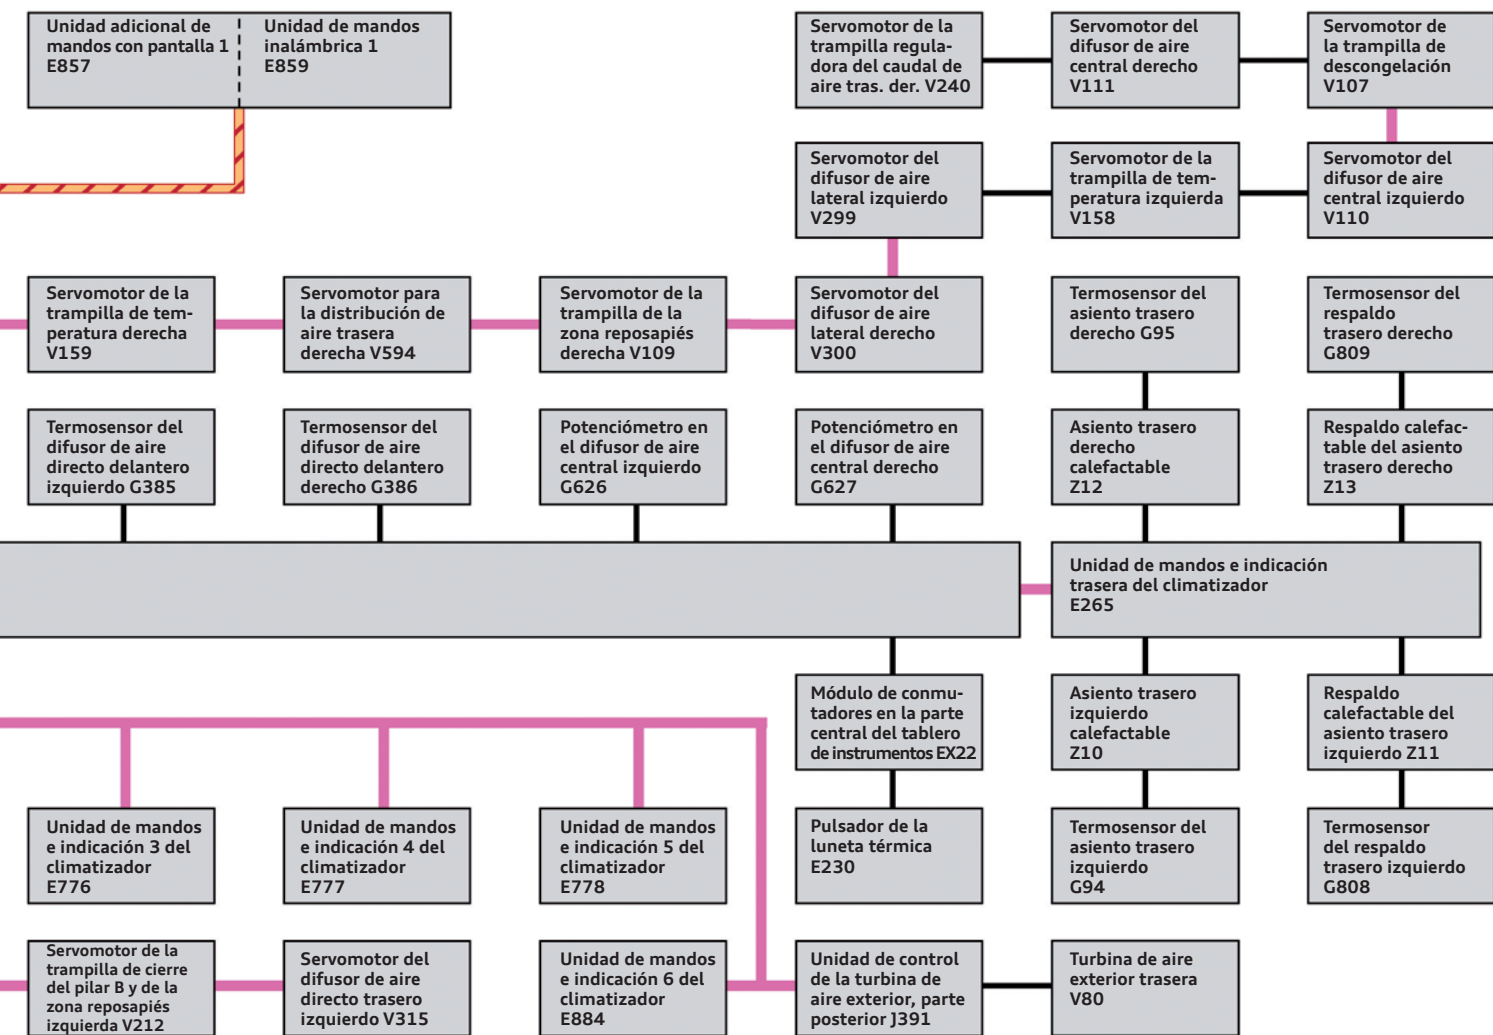 Unidad adicional de
mandos con pantalla 1
E857
Unidad de mandos
inalámbrica 1
E859
Servomotor de la
trampilla regula-
dora del caudal de
aire tras. der. V240
Servomotor del
difusor de aire
central derecho
V111
Servomotor de
la trampilla de
descongelación
V107
Servomotor del
difusor de aire
lateral izquierdo
V299
Servomotor de la
trampilla de tem-
peratura izquierda
V158
Servomotor del
difusor de aire
central izquierdo
V110
Servomotor de la
trampilla de tem-
peratura derecha
V159
Servomotor para
la distribución de
aire trasera
derecha V594
Servomotor de la
trampilla de la
zona reposapiés
derecha V109
Servomotor del
difusor de aire
lateral derecho
V300
Termosensor del
asiento trasero
derecho G95
Termosensor del
respaldo
trasero derecho
G809
Termosensor del
difusor de aire
directo delantero
izquierdo G385
Termosensor del
difusor de aire
directo delantero
derecho G386
Potenciómetro en
el difusor de aire
central izquierdo
G626
Potenciómetro en
el difusor de aire
central derecho
G627
Asiento trasero
derecho
calefactable
Z12
Respaldo calefac-
table del asiento
trasero derecho
Z13
Unidad de mandos e indicación
trasera del climatizador
E265
Módulo de conmu-
tadores en la parte
central del tablero
de instrumentos EX22
Asiento trasero
izquierdo
calefactable
Z10
Respaldo
calefactable del
asiento trasero
izquierdo Z11
Unidad de mandos
e indicación 3 del
climatizador
E776
Unidad de mandos
e indicación 4 del
climatizador
E777
Unidad de mandos
e indicación 5 del
climatizador
E778
Pulsador de la
luneta térmica
E230
Termosensor del
asiento trasero
izquierdo
G94
Termosensor
del respaldo
trasero izquierdo
G808
Servomotor de la
trampilla de cierre
del pilar B y de la
zona reposapiés
izquierda V212
Servomotor del
difusor de aire
directo trasero
izquierdo V315
Unidad de mandos
e indicación 6 del
climatizador
E884
Unidad de control
de la turbina de
aire exterior, parte
posterior J391
Turbina de aire
exterior trasera
V80